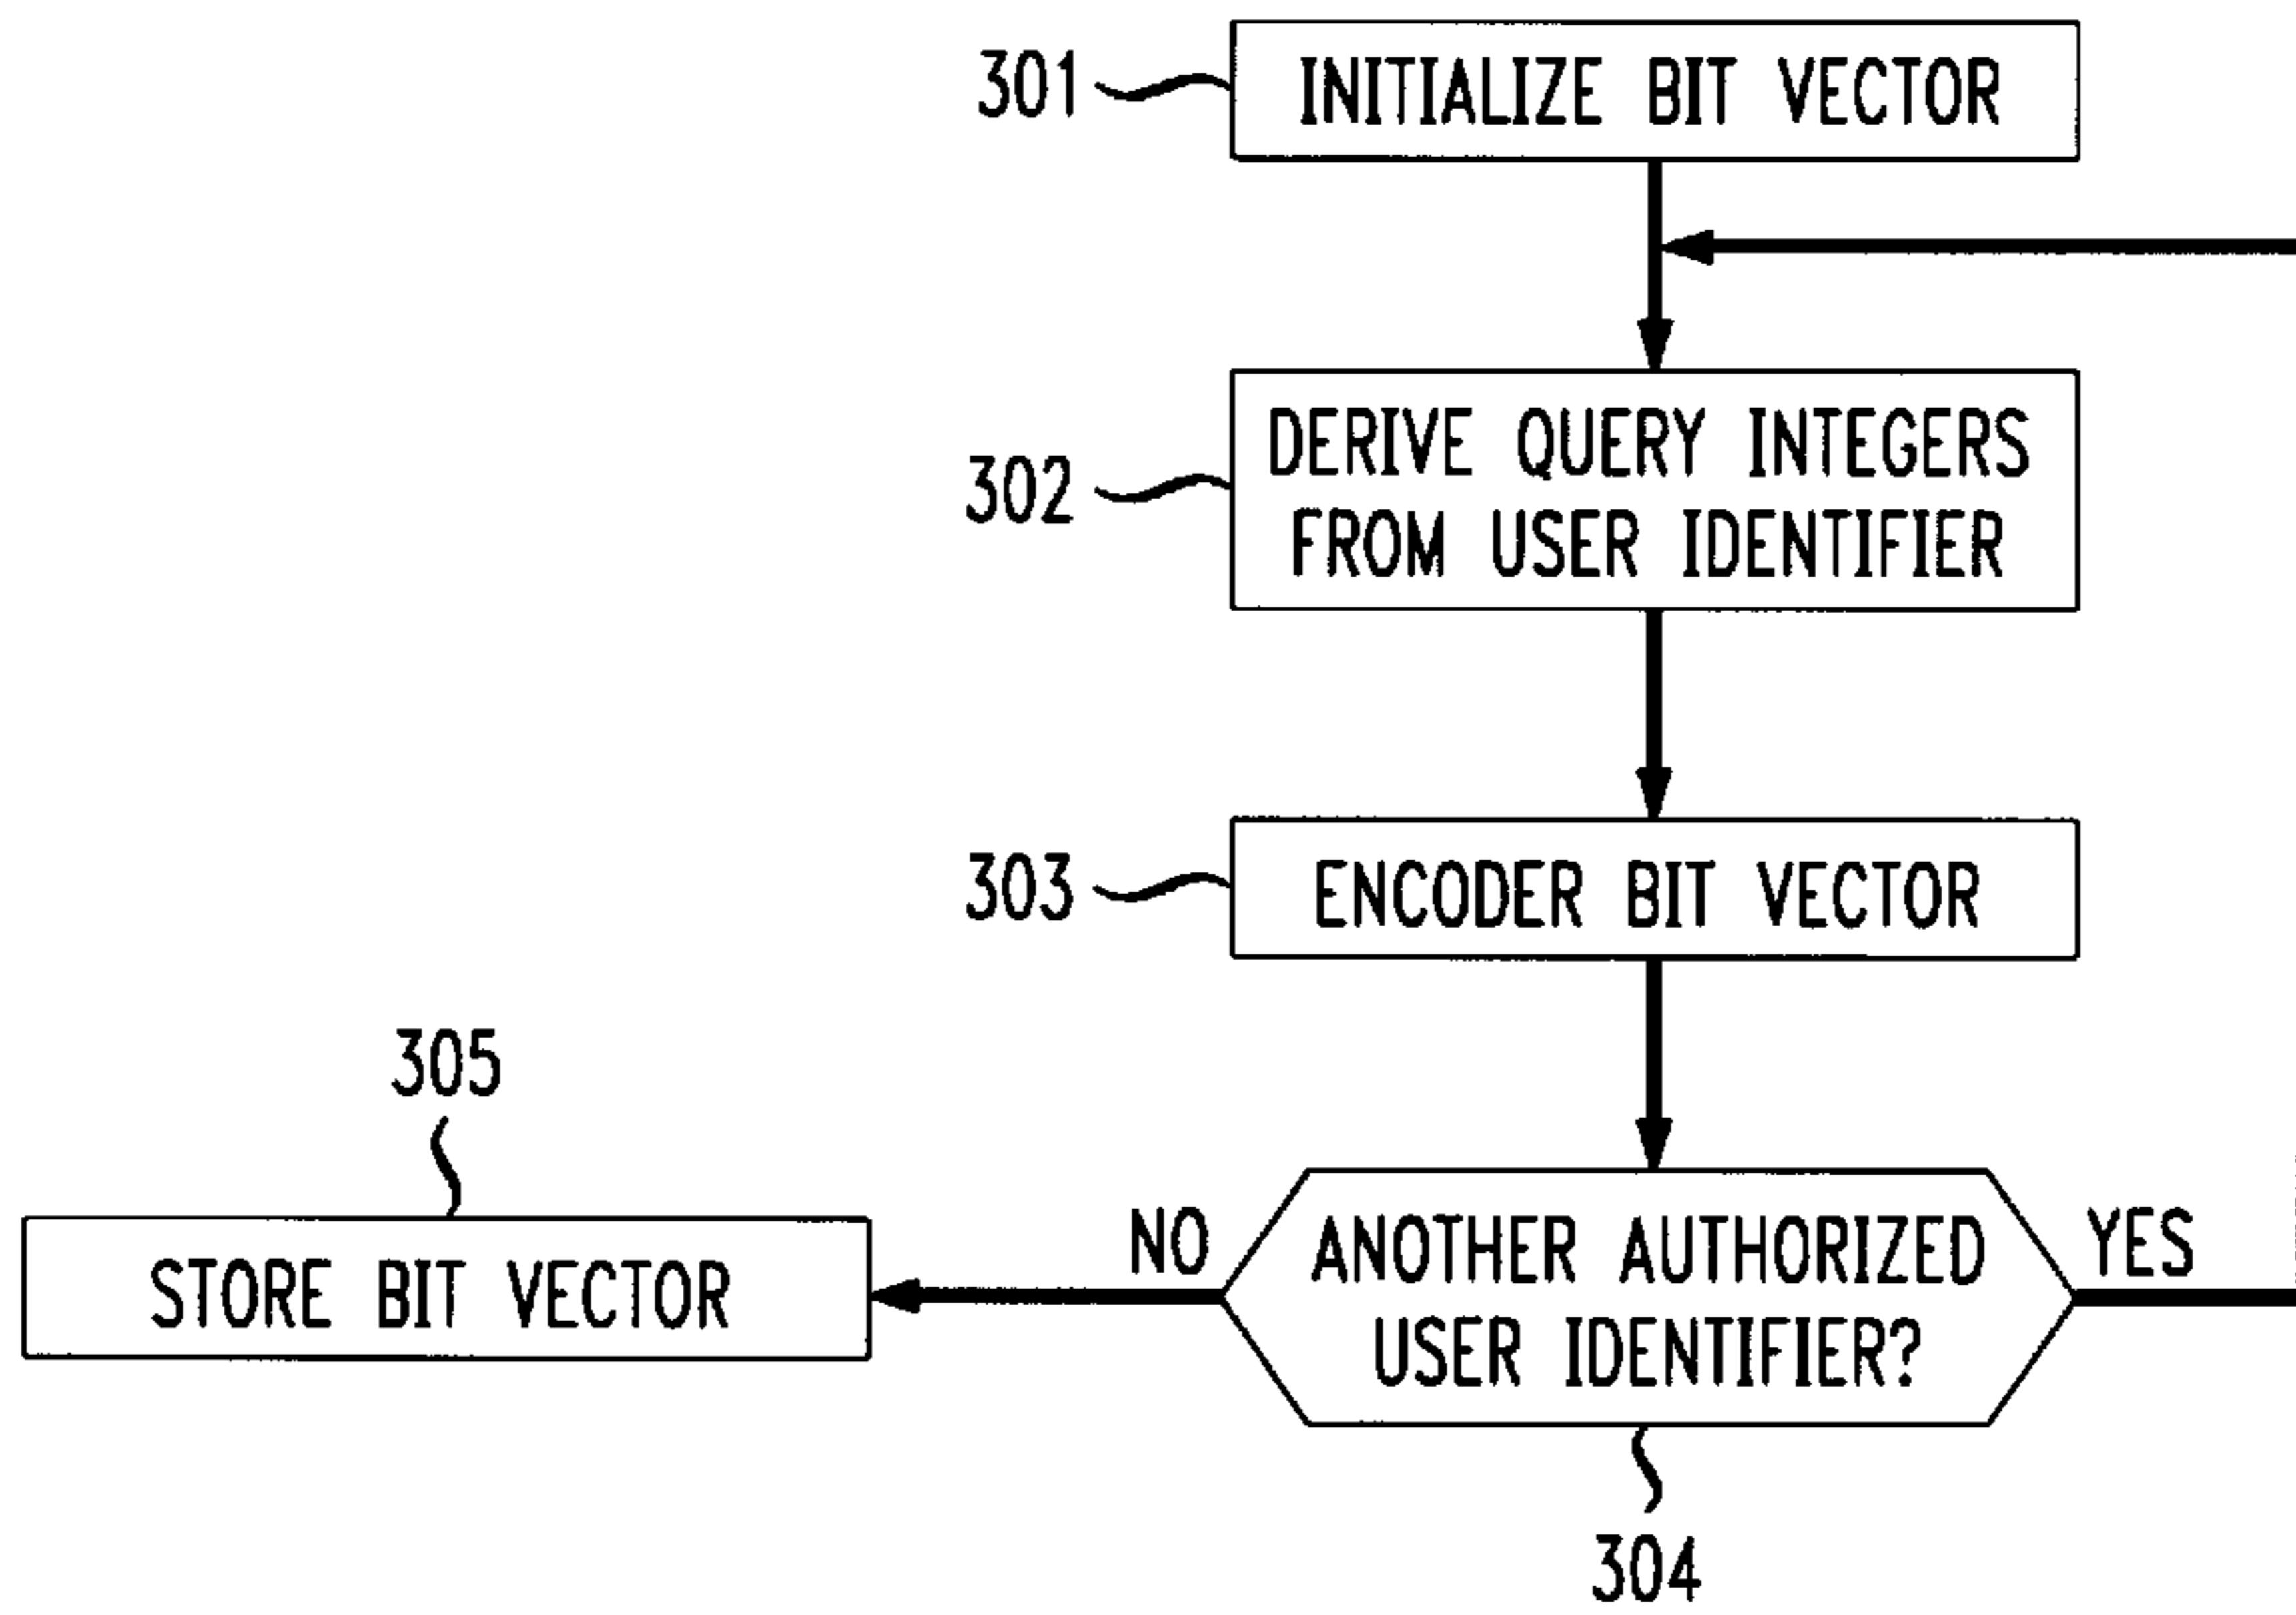 301
INITIALIZE BIT VECTOR
302
DERIVE QUERY INTEGERS
FROM USER IDENTIFIER
303
ENCODER BIT VECTOR
305
STORE BIT VECTOR
NO
ANOTHER AUTHORIZED
USER IDENTIFIER?
YES
304